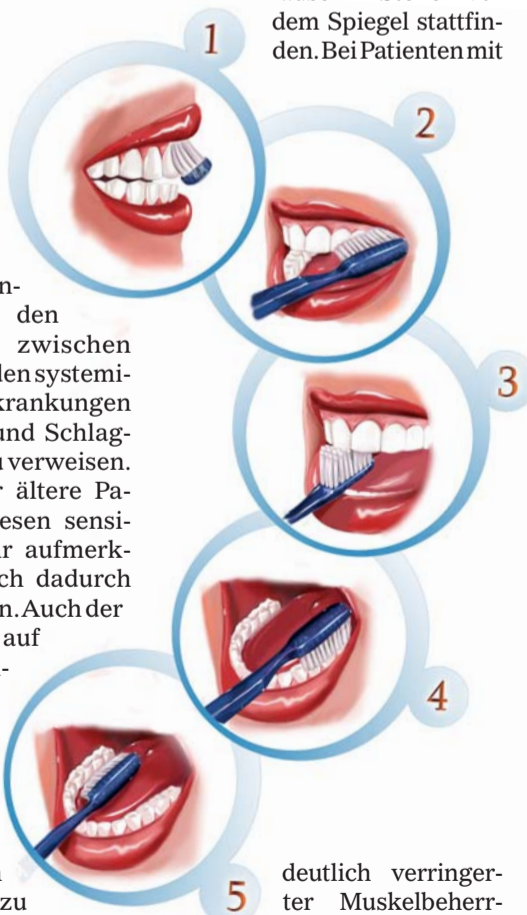 dem Spiegel stattfin-
den. Bei Patienten mit
1
2
den
zwischen
den systemi-
krankungen
und Schlag-
verweisen.
ältere Pa-
esen sensi-
aufmerk-
dadurch
n. Auch der
auf
3
4
5
zu
deutlich verringer-
ter Muskelbeherr-